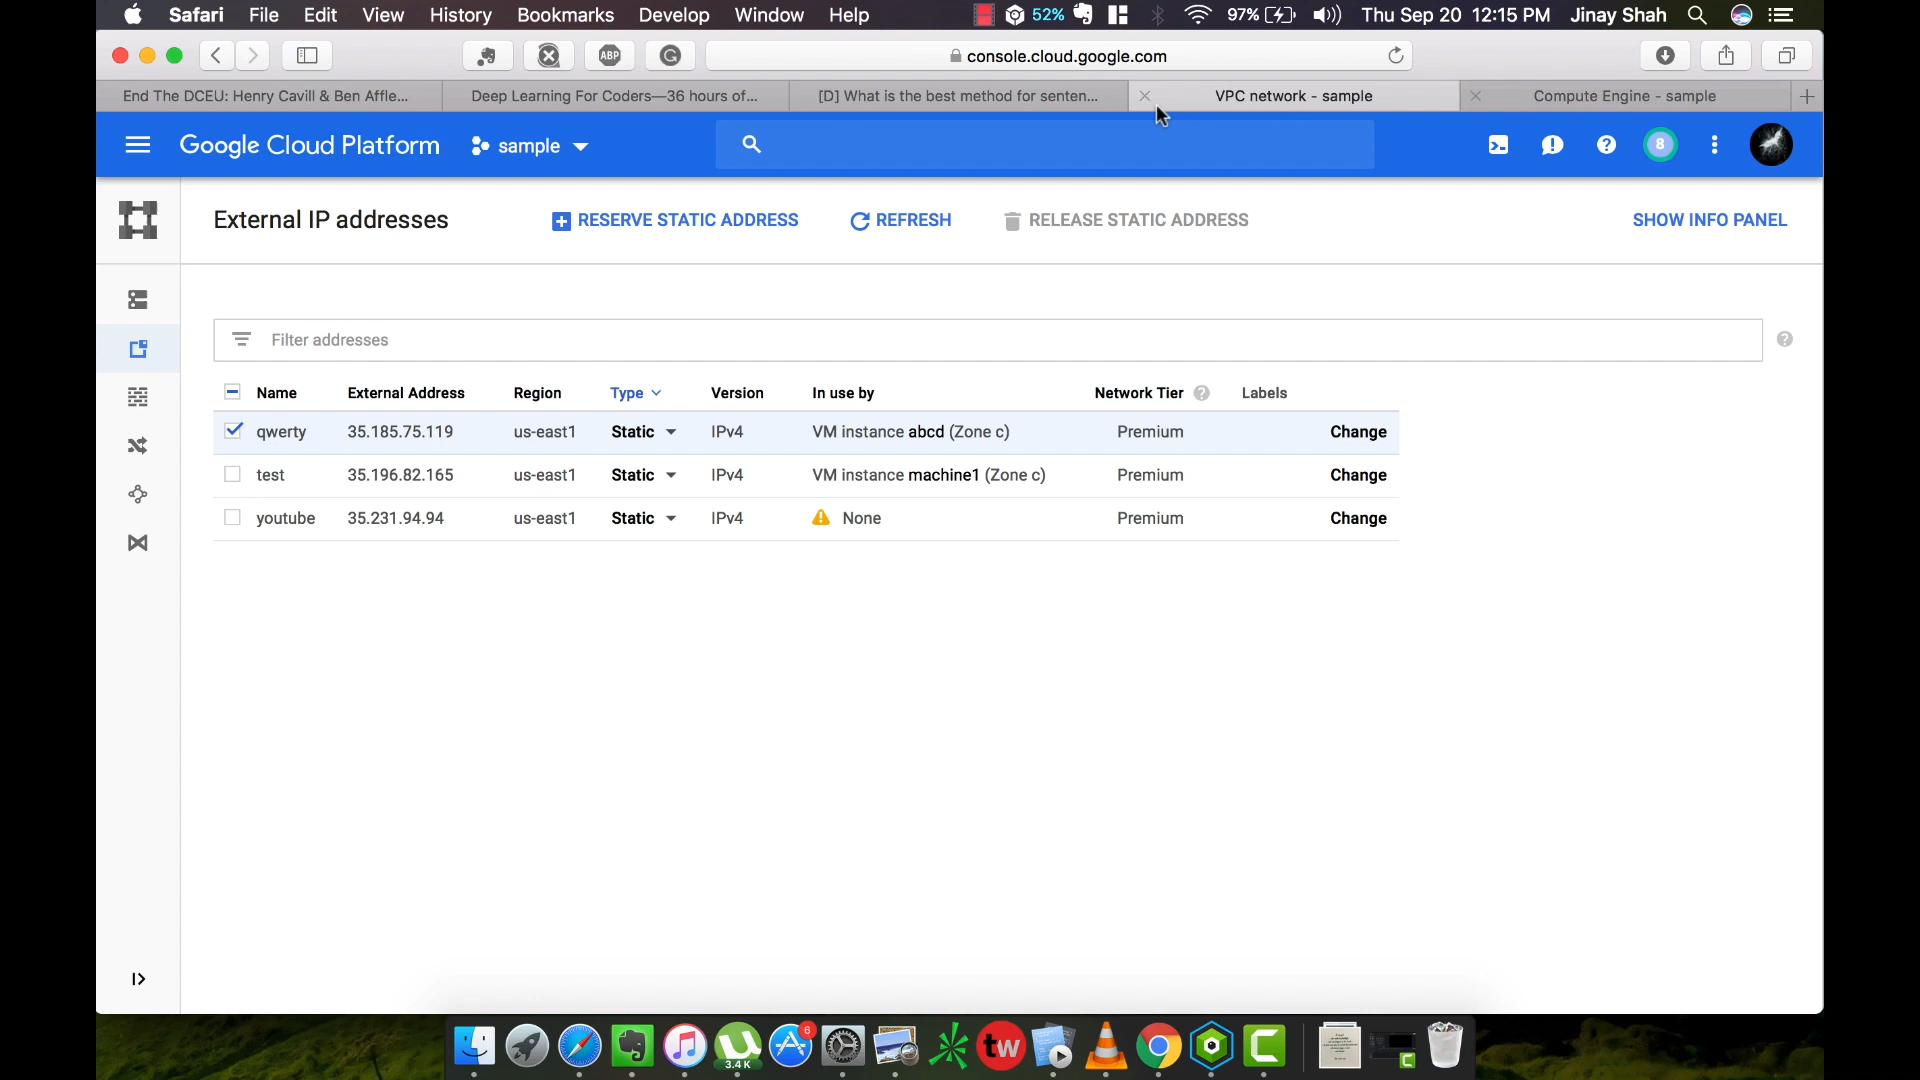 Safari File Edit View History Bookmarks Develop Window Help 52% 97% Thu Sep 20 12:15 PM Jinay Shah
ABP console.cloud.google.com
End The DCEU: Henry Cavill & Ben Affle... Deep Learning For Coders—36 hours of... [D] What is the best method for senten... VPC network - sample Compute Engine - sample
Google Cloud Platform sample 8
External IP addresses RESERVE STATIC ADDRESS REFRESH RELEASE STATIC ADDRESS SHOW INFO PANEL
Filter addresses
Name External Address Region Type Version In use by Network Tier Labels
qwerty 35.185.75.119 us-east1 Static IPv4 VM instance abcd (Zone c) Premium Change
test 35.196.82.165 us-east1 Static IPv4 VM instance machine1 (Zone c) Premium Change
youtube 35.231.94.94 us-east1 Static IPv4 None Premium Change
6
tw
3.4 K